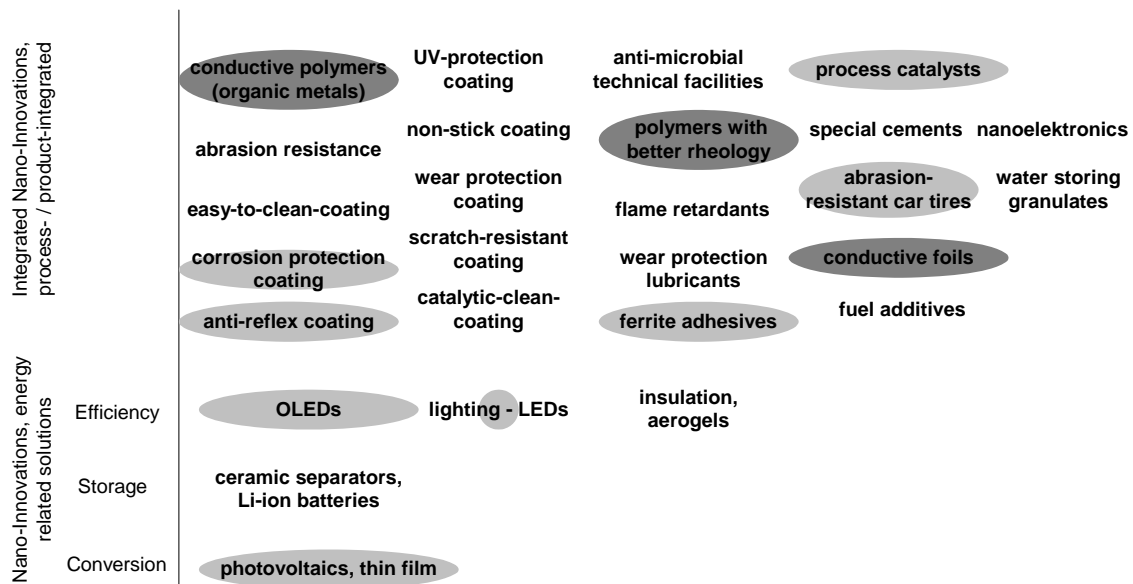 Integrated Nano-Innovations,
process- / product-integrated
conductive polymers
(organic metals)
UV-protection
coating
anti-microbial
technical facilities
process catalysts
abrasion resistance
non-stick coating
polymers with
better rheology
special cements
nanoelektronics
easy-to-clean-coating
wear protection
coating
flame retardants
abrasion-
resistant car tires
water storing
granulates
corrosion protection
coating
scratch-resistant
coating
wear protection
lubricants
conductive foils
anti-reflex coating
catalytic-clean-
coating
ferrite adhesives
fuel additives
Nano-Innovations, energy
related solutions
Efficiency
OLEDs
lighting - LEDs
insulation,
aerogels
Storage
ceramic separators,
Li-ion batteries
Conversion
photovoltaics, thin film